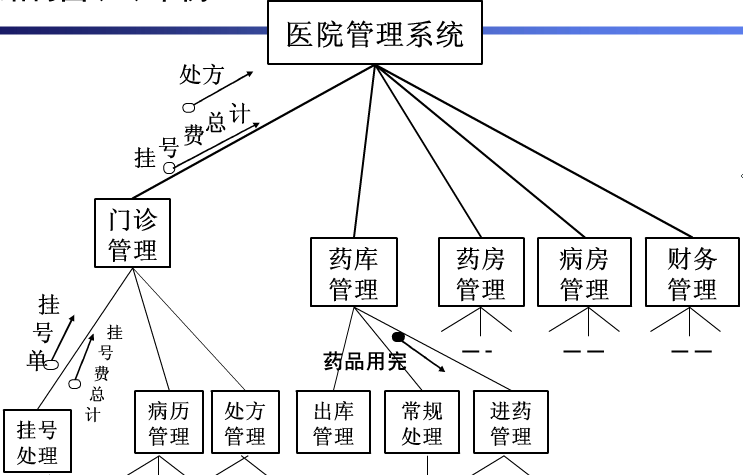 医院管理系统
处方
挂号费总计
门诊
管理
药库
管理
药房
管理
病房
管理
财务
管理
挂号单
挂号费总计
药品用完
挂号
处理
病历
管理
处方
管理
出库
管理
常规
处理
进药
管理